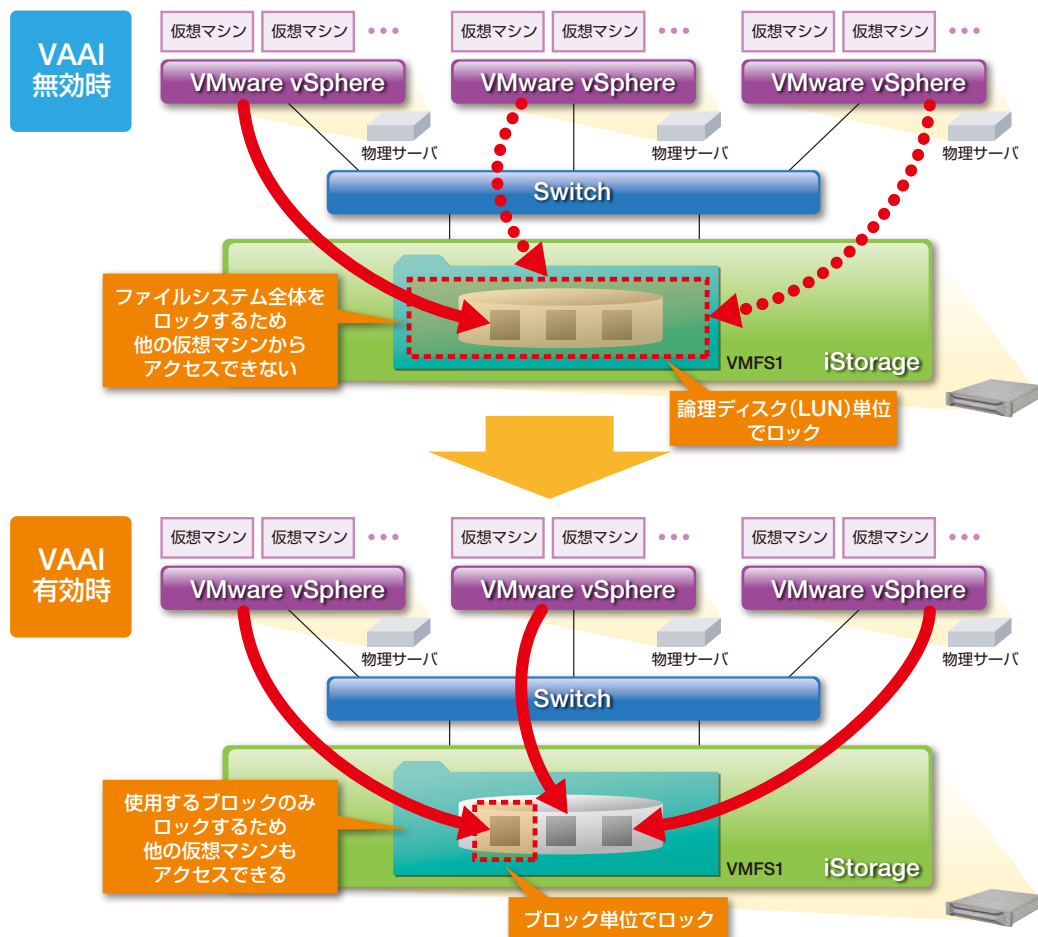 VAAI
無効時
仮想マシン 仮想マシン •••
仮想マシン 仮想マシン •••
仮想マシン 仮想マシン •••
VMware vSphere
VMware vSphere
VMware vSphere
物理サーバ
物理サーバ
物理サーバ
Switch
ファイルシステム全体を
ロックするため
他の仮想マシンから
アクセスできない
VMFS1
iStorage
論理ディスク(LUN)単位
でロック
VAAI
有効時
仮想マシン 仮想マシン •••
仮想マシン 仮想マシン •••
仮想マシン 仮想マシン •••
VMware vSphere
VMware vSphere
VMware vSphere
物理サーバ
物理サーバ
物理サーバ
Switch
使用するブロックのみ
ロックするため
他の仮想マシンも
アクセスできる
VMFS1
iStorage
ブロック単位でロック